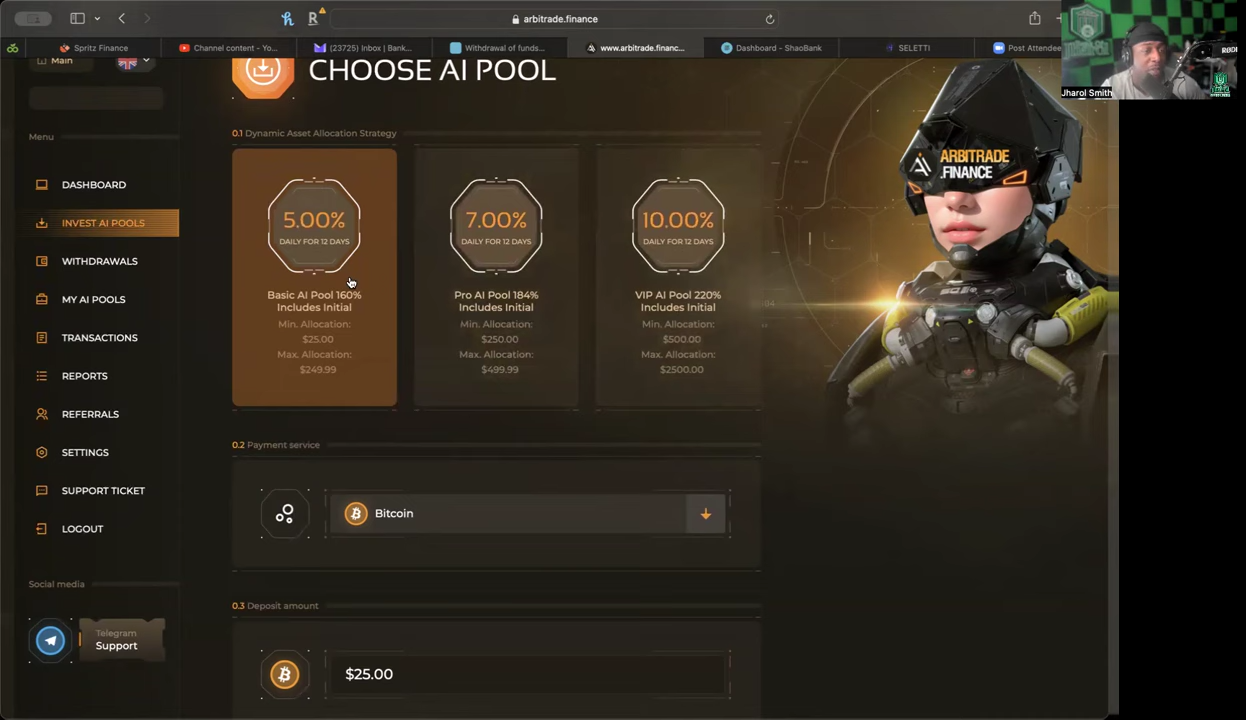 arbitrade.finance
Spritz Finance
Channel content - Yo...
(23725) Inbox | Bank...
Withdrawal of funds...
www.arbitrade.financ...
Dashboard - ShaoBank
SELETTI
Post Attendee
Jharol Smith
Main
CHOOSE AI POOL
Menu
DASHBOARD
INVEST AI POOLS
WITHDRAWALS
MY AI POOLS
TRANSACTIONS
REPORTS
REFERRALS
SETTINGS
SUPPORT TICKET
LOGOUT
Social media
Telegram
Support
0.1 Dynamic Asset Allocation Strategy
5.00%
DAILY FOR 12 DAYS
Basic AI Pool 160%
Includes Initial
Min. Allocation:
$25.00
Max. Allocation:
$249.99
7.00%
DAILY FOR 12 DAYS
Pro AI Pool 184%
Includes Initial
Min. Allocation:
$250.00
Max. Allocation:
$499.99
10.00%
DAILY FOR 12 DAYS
VIP AI Pool 220%
Includes Initial
Min. Allocation:
$500.00
Max. Allocation:
$2500.00
0.2 Payment service
Bitcoin
0.3 Deposit amount
$25.00
ARBITRADE
.FINANCE